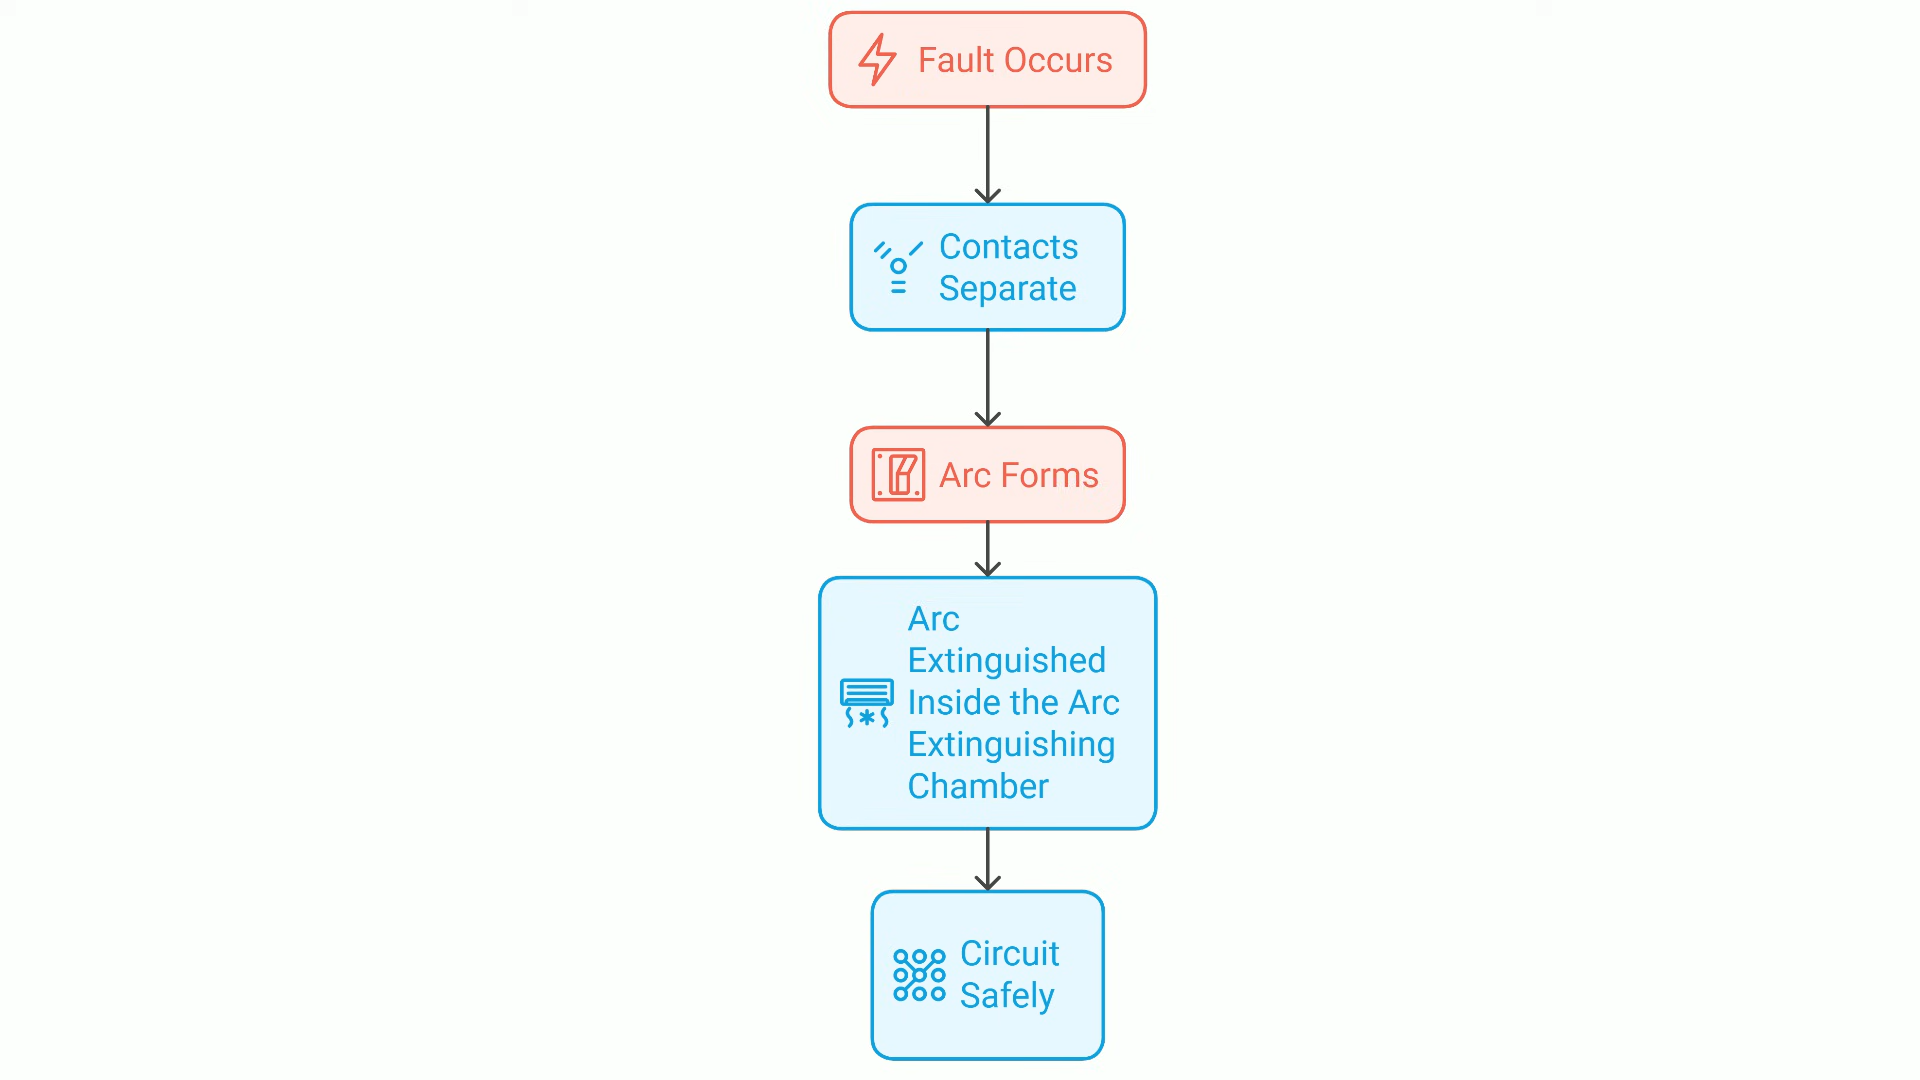 Fault Occurs
Contacts
Separate
Arc Forms
Arc
Extinguished
Inside the Arc
Extinguishing
Chamber
Circuit
Safely